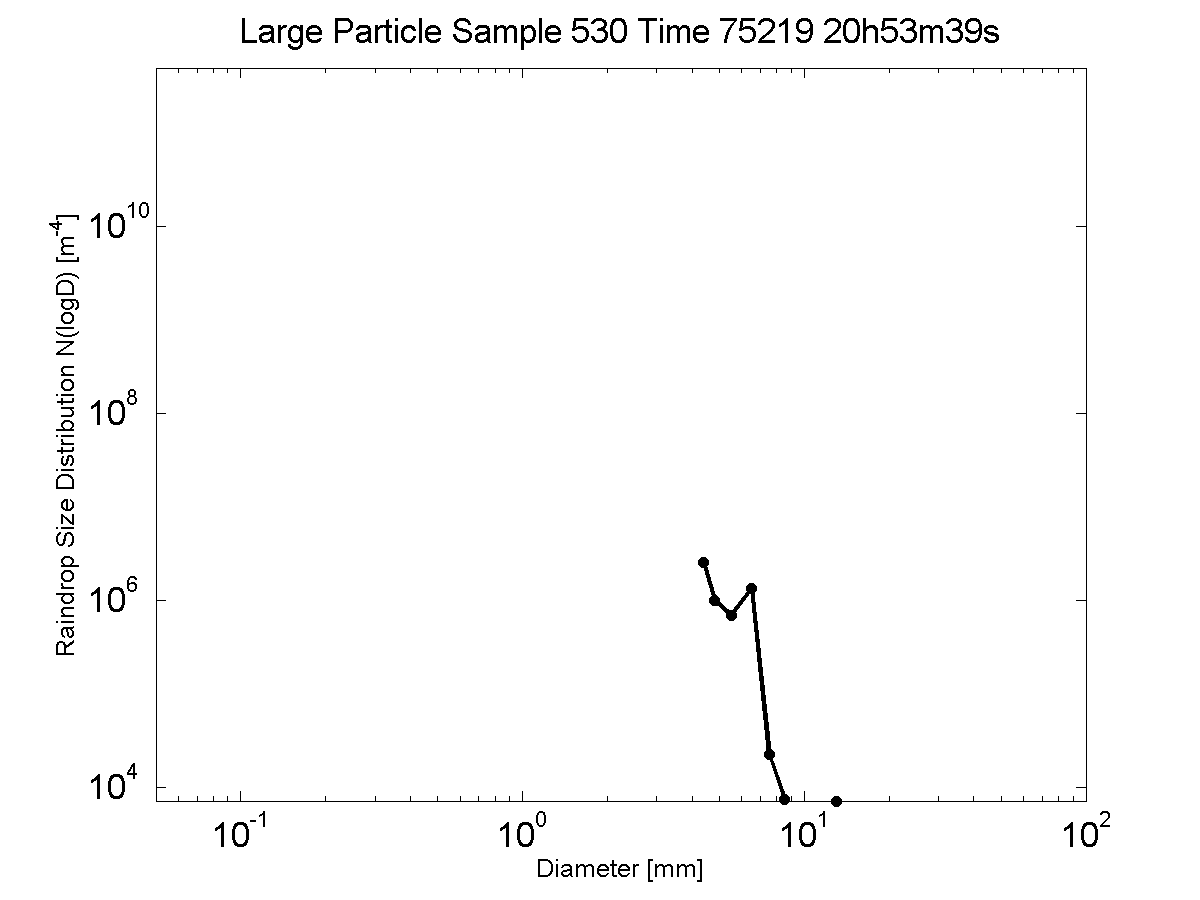 Large Particle Sample 530 Time 75219 20h53m39s
Raindrop Size Distribution N(logD) [m^-4]
10^10
10^8
10^6
10^4
10^-1
10^0
10^1
10^2
Diameter [mm]